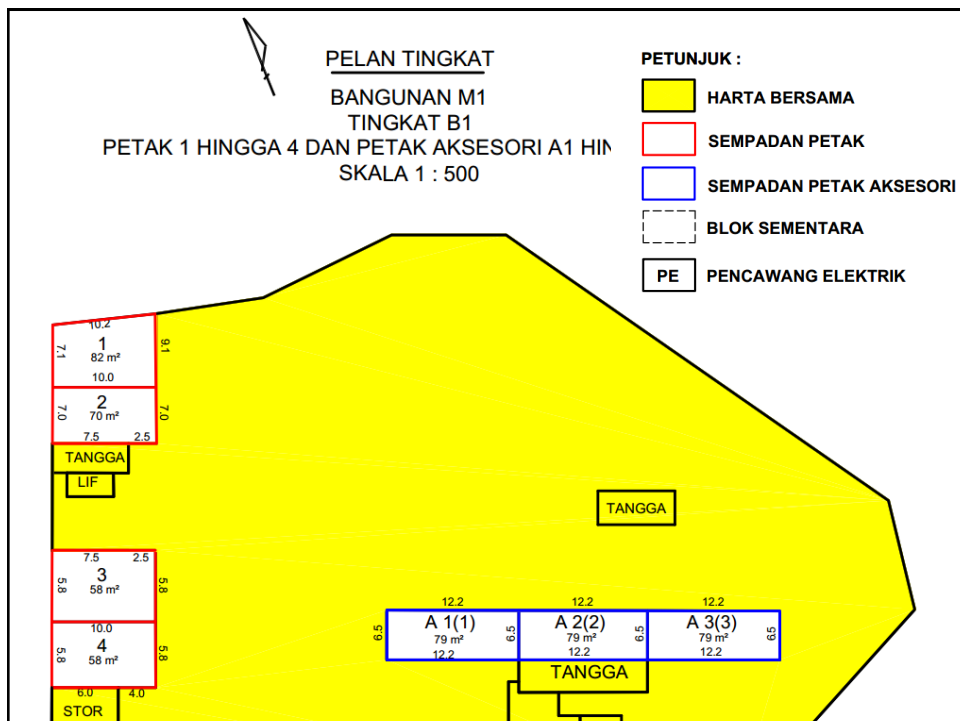 PELAN TINGKAT
BANGUNAN M1
TINGKAT B1
PETAK 1 HINGGA 4 DAN PETAK AKSESORI A1
SKALA 1 : 500
PETUNJUK :
HARTA BERSAMA
SEMPADAN PETAK
SEMPADAN PETAK AKSESORI
BLOK SEMENTARA
PE PENCAWANG ELEKTRIK
10.2
7.1
1
82 m²
9.1
10.0
7.0
2
70 m²
7.0
7.5 2.5
TANGGA
LIF
TANGGA
7.5 2.5
5.8
3
58 m²
5.8
10.0
5.8
4
58 m²
5.8
6.0 4.0
STOR
12.2 12.2 12.2
6.5
A 1(1)
79 m²
12.2
6.5
A 2(2)
79 m²
12.2
6.5
A 3(3)
79 m²
12.2
6.5
TANGGA